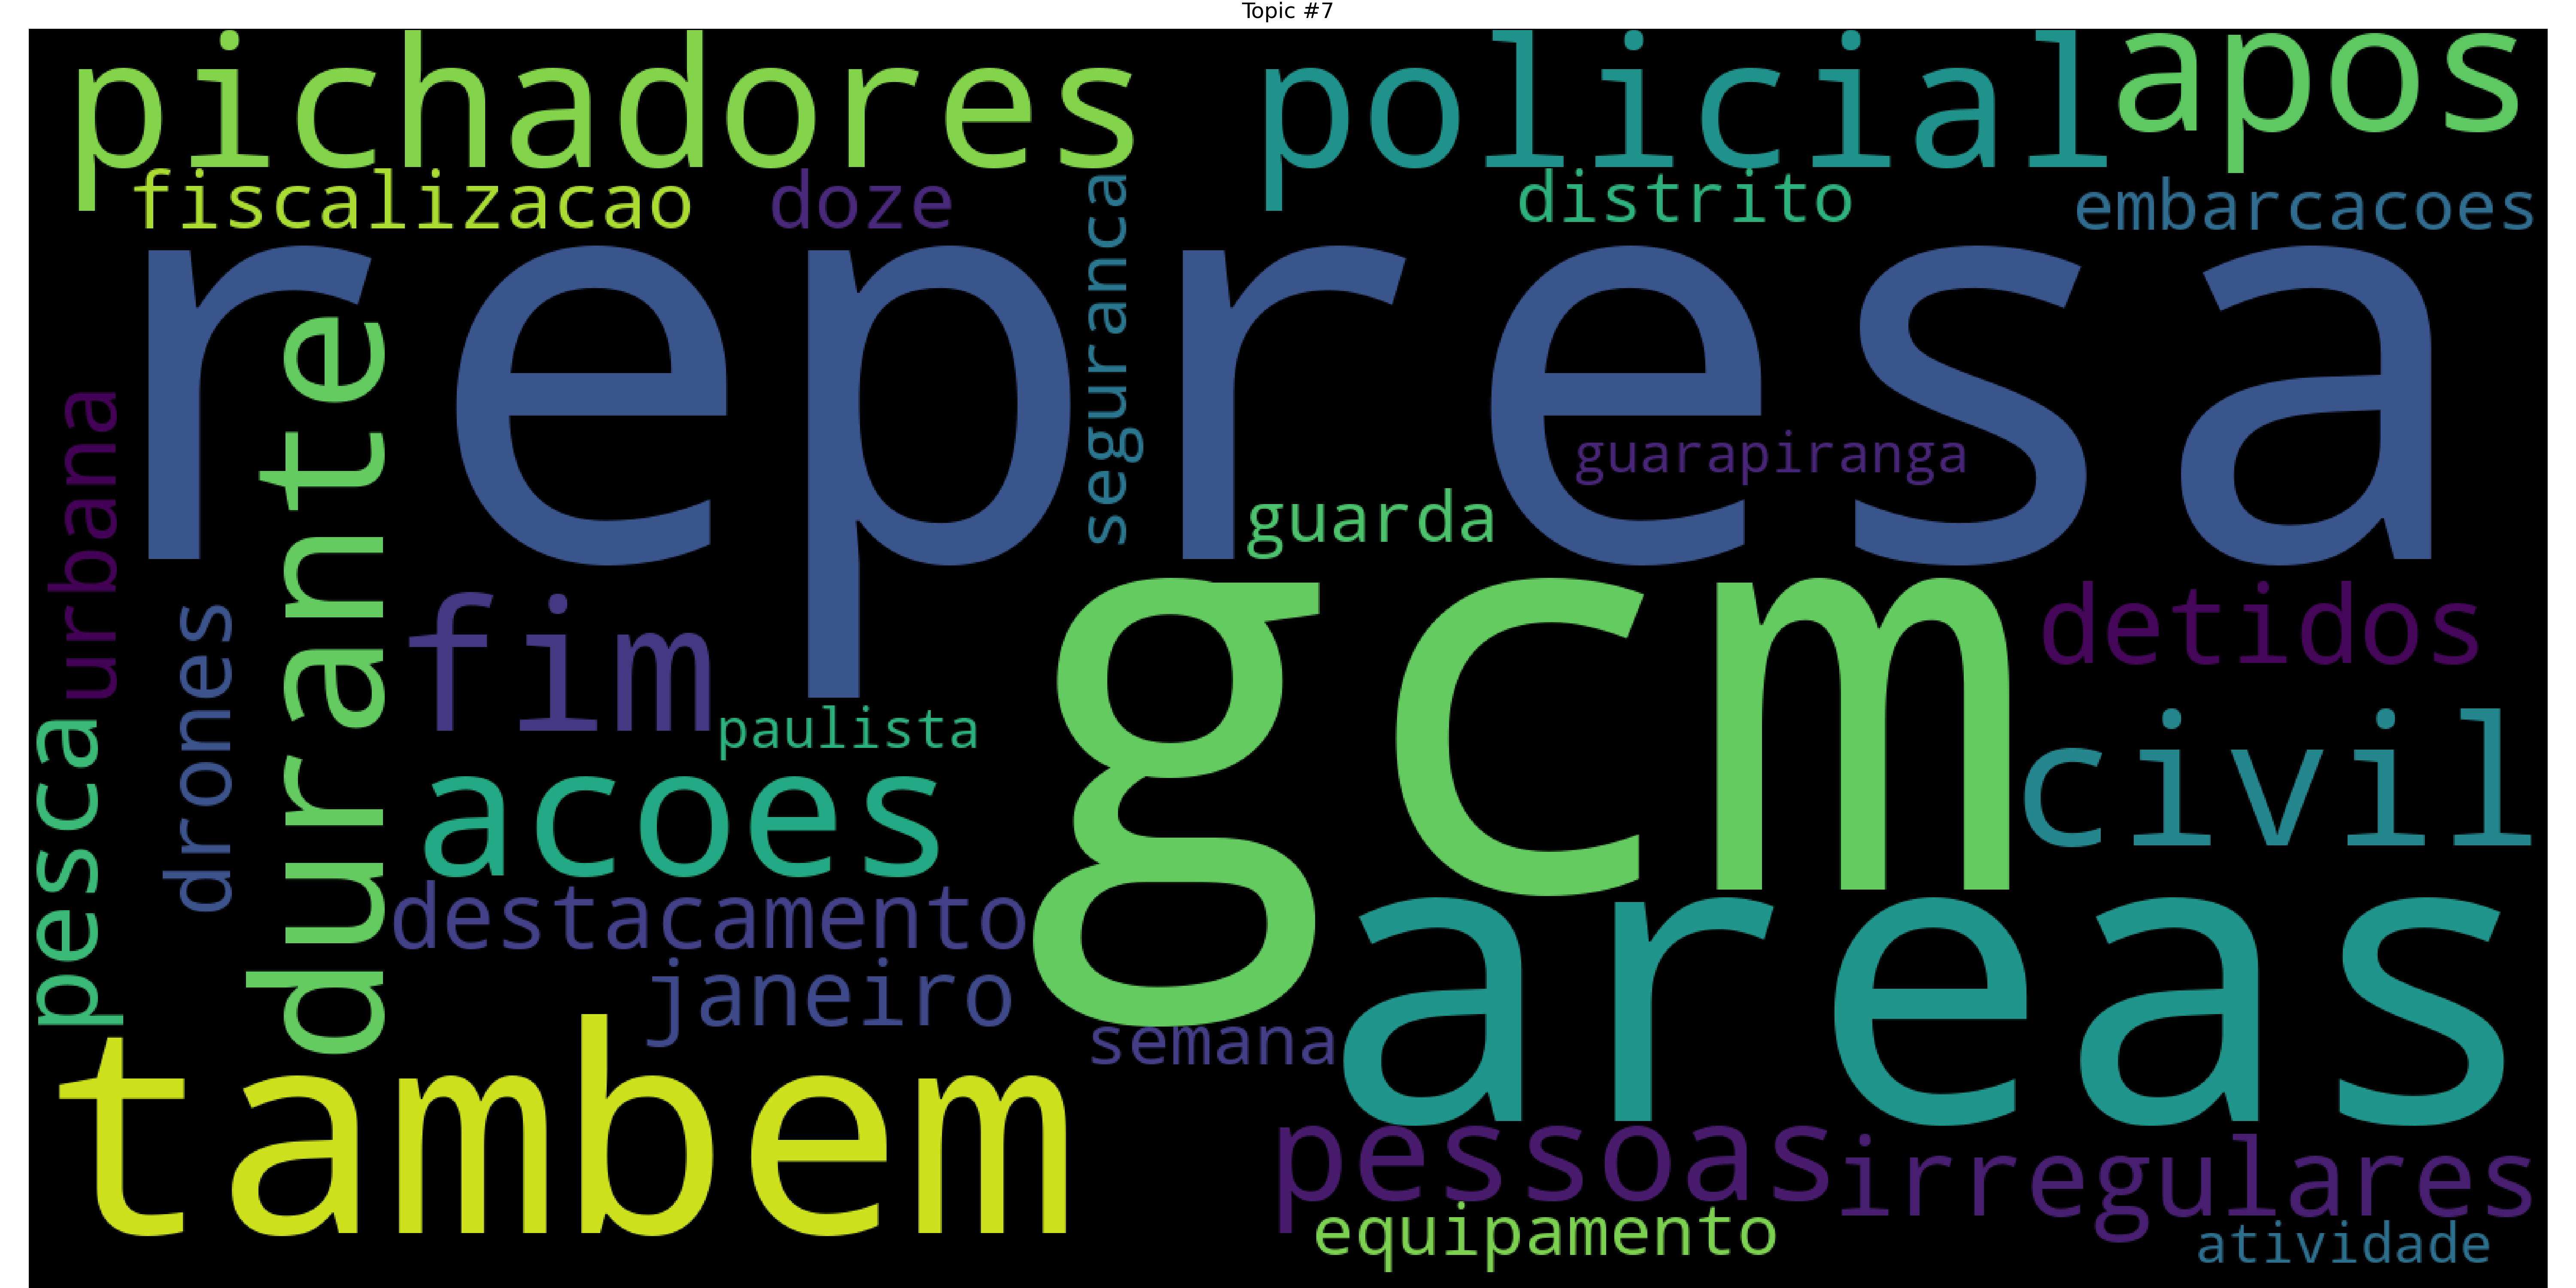 Topic #7
pichadores
policial
apos
fiscalizacao
doze
seguranca
distrito
embarcacoes
represa
urbana
durante
guarapiranga
guarda
drones
fim
gcm
detidos
pesca
paulista
civil
acoes
destacamento
areas
janeiro
semana
tambem
pessoas
irregulares
equipamento
atividade